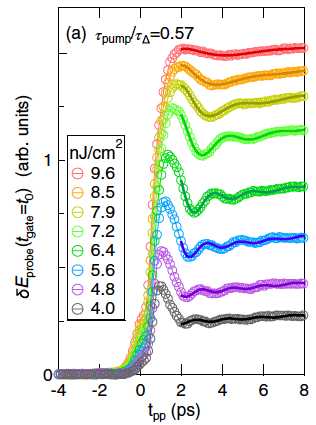 (a) τpump/τΔ=0.57
δEprobe(tgate=t0) (arb. units)
1
0
nJ/cm2
9.6
8.5
7.9
7.2
6.4
5.6
4.8
4.0
-4 -2 0 2 4 6 8
tpp (ps)